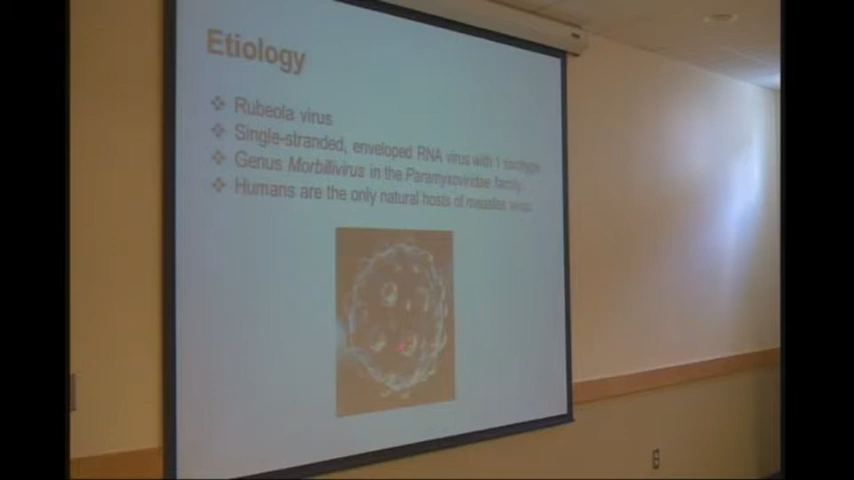 Etiology
Rubeola virus
Single-stranded, enveloped RNA virus with 1 serotype
Genus Morbillivirus in the Paramyxoviridae family
Humans are the only natural hosts of measles virus